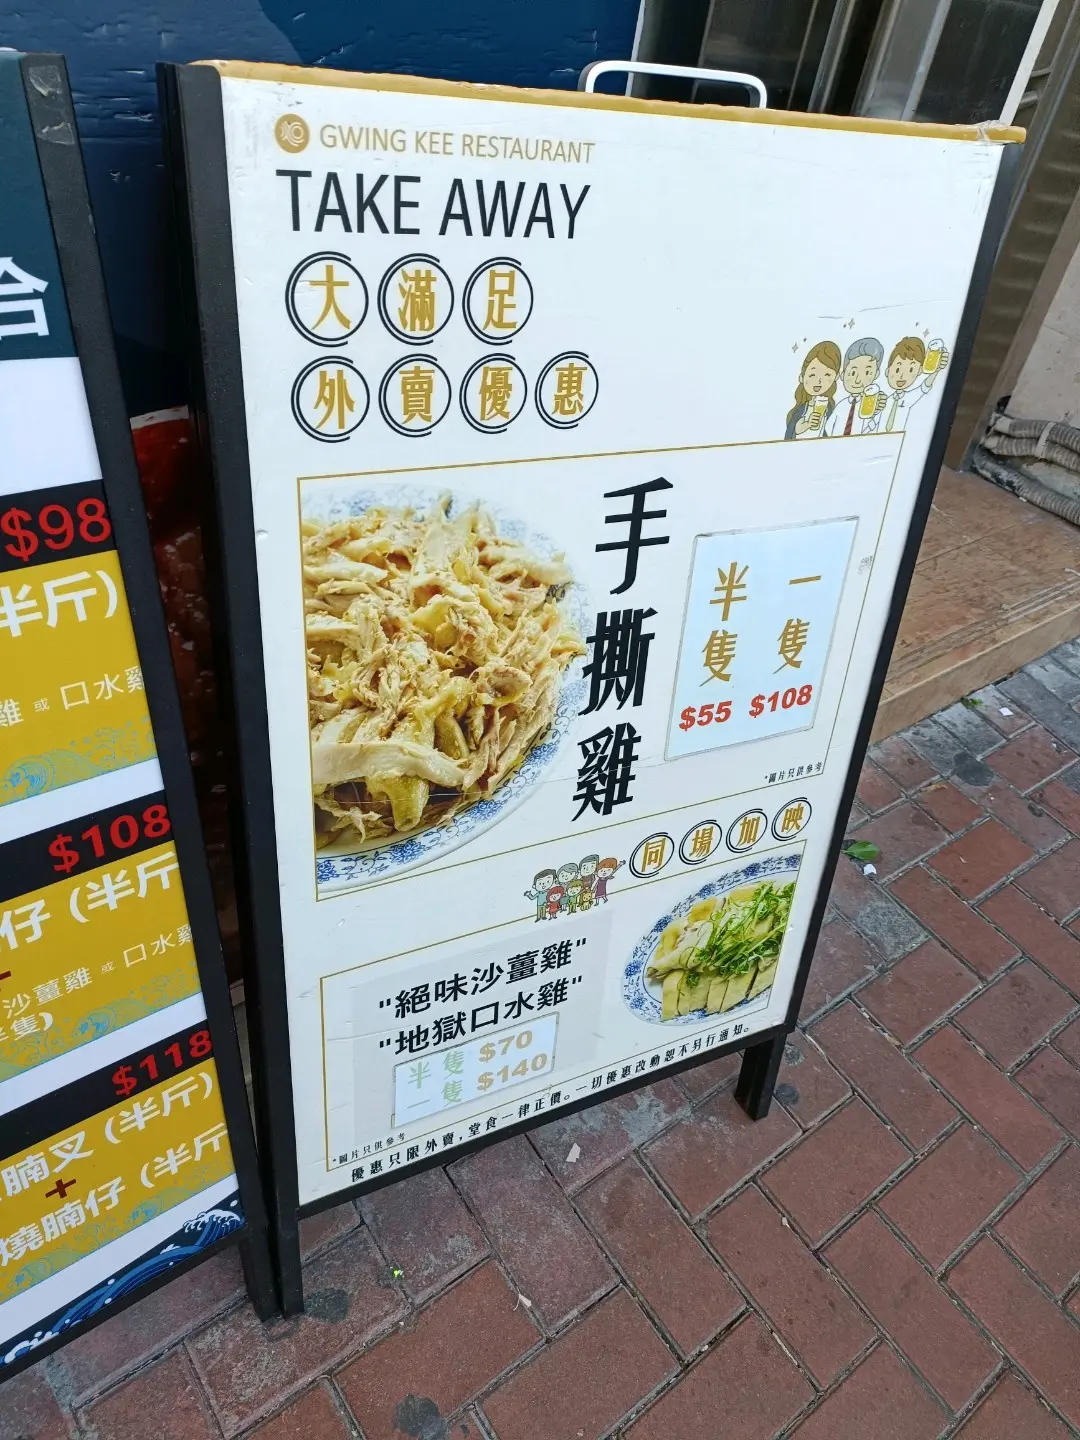 GWING KEE RESTAURANT
TAKE AWAY
大滿足
外賣優惠
手撕雞
半隻 $55
一隻 $108
*圖片只供參考
同場加映
"絕味沙薑雞"
"地獄口水雞"
半隻 $70
一隻 $140
*圖片只供參考
優惠只限外賣,堂食一律正價。一切優惠改動恕不另行通知。
$98
半斤)
雞 或 口水雞
$108
仔 (半斤
+
沙薑雞 或 口水雞
半隻)
$118
腩叉 (半斤)
+
燒腩仔 (半斤